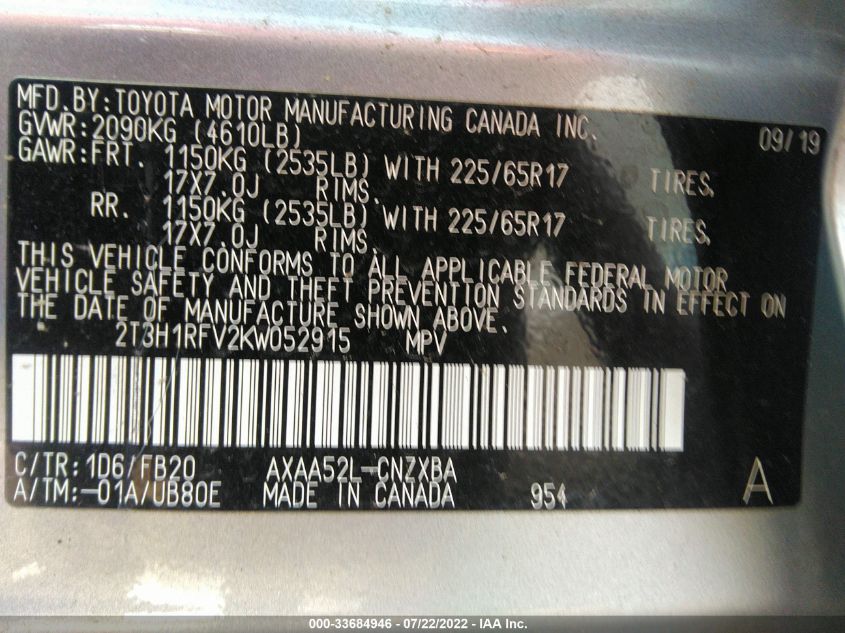 MFD.BY:TOYOTA MOTOR MANUFACTURING CANADA INC.
GVWR:2090KG (4610LB) 09/19
GAWR:FRT. 1150KG (2535LB) WITH 225/65R17 TIRES,
17X7.0J RIMS.
RR. 1150KG (2535LB) WITH 225/65R17 TIRES,
17X7.0J RIMS.
THIS VEHICLE CONFORMS TO ALL APPLICABLE FEDERAL MOTOR
VEHICLE SAFETY AND THEFT PREVENTION STANDARDS IN EFFECT ON
THE DATE OF MANUFACTURE SHOWN ABOVE.
2T3H1RFV2KW052915 MPV
C/TR:1D6/FB20 AXAA52L-CNZXBA
A/TM:-01A/UB80E MADE IN CANADA 954 A
000-33684946 - 07/22/2022 - IAA Inc.